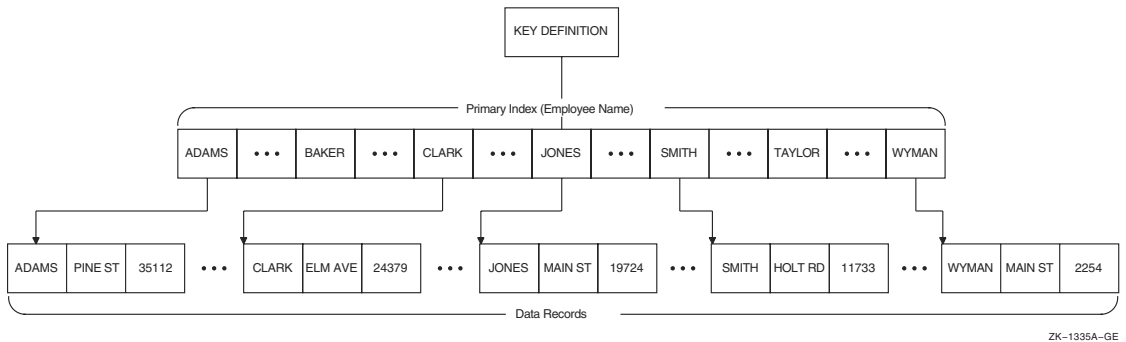 KEY DEFINITION
Primary Index (Employee Name)
ADAMS • • • BAKER • • • CLARK • • • JONES • • • SMITH • • • TAYLOR • • • WYMAN
ADAMS PINE ST 35112 • • • CLARK ELM AVE 24379 • • • JONES MAIN ST 19724 • • • SMITH HOLT RD 11733 • • • WYMAN MAIN ST 2254
Data Records
ZK–1335A–GE